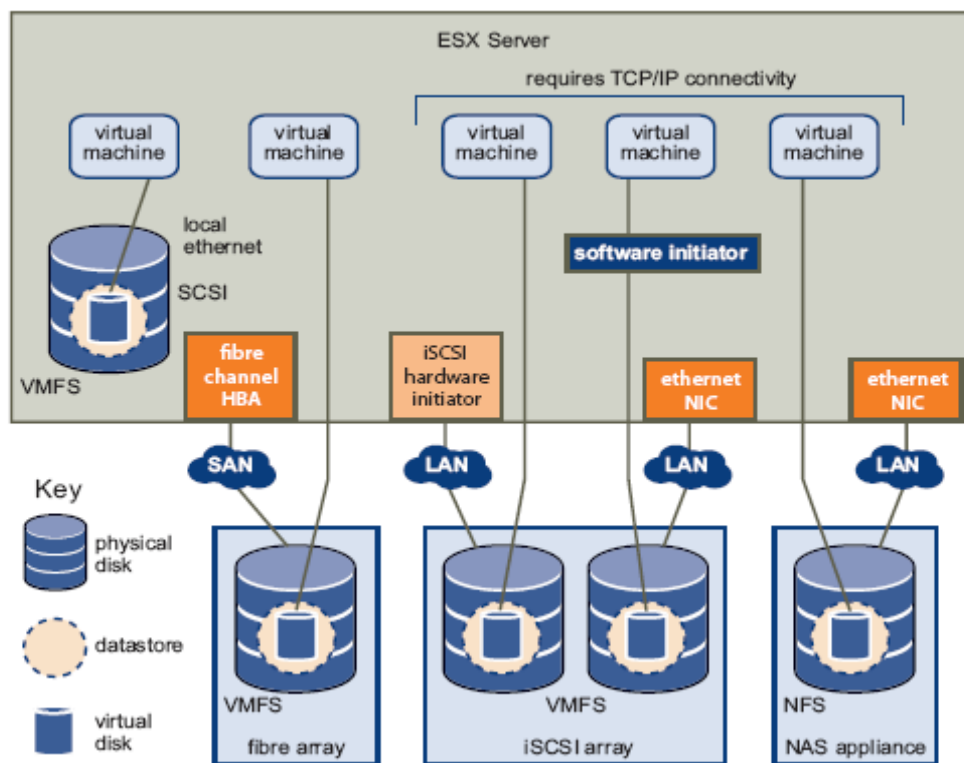 ESX Server
requires TCP/IP connectivity
virtual
machine
virtual
machine
virtual
machine
virtual
machine
virtual
machine
local
ethernet
software initiator
SCSI
VMFS
fibre
channel
HBA
iSCSI
hardware
initiator
ethernet
NIC
ethernet
NIC
SAN
LAN
LAN
LAN
Key
physical
disk
datastore
virtual
disk
VMFS
fibre array
VMFS
iSCSI array
NFS
NAS appliance